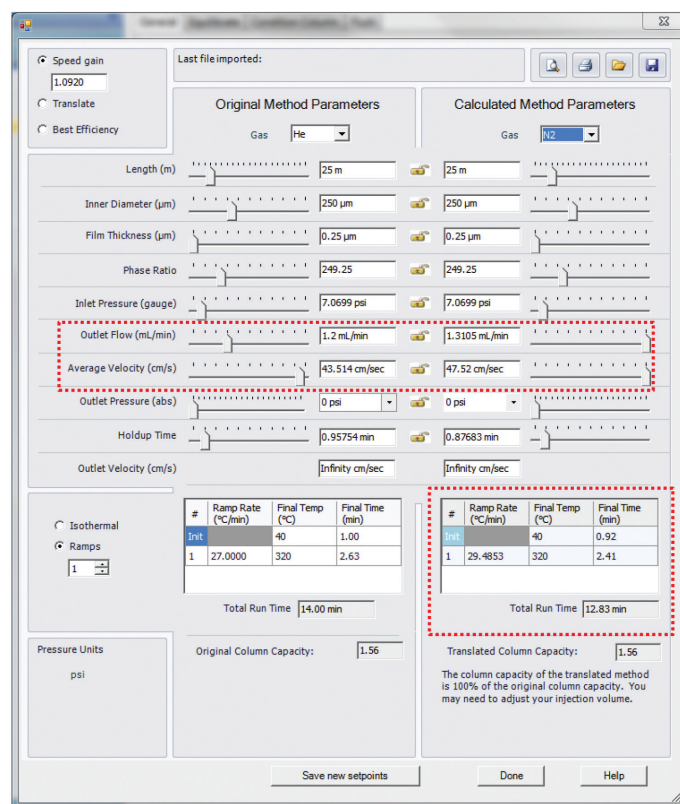 Speed gain
1.0920
Translate
Best Efficiency
Last file imported:
Original Method Parameters
Gas He
Calculated Method Parameters
Gas N2
Length (m) 25 m 25 m
Inner Diameter (µm) 250 µm 250 µm
Film Thickness (µm) 0.25 µm 0.25 µm
Phase Ratio 249.25 249.25
Inlet Pressure (gauge) 7.0699 psi 7.0699 psi
Outlet Flow (mL/min) 1.2 mL/min 1.3105 mL/min
Average Velocity (cm/s) 43.514 cm/sec 47.52 cm/sec
Outlet Pressure (abs) 0 psi 0 psi
Holdup Time 0.95754 min 0.87683 min
Outlet Velocity (cm/s) Infinity cm/sec Infinity cm/sec
Isothermal
Ramps
1
# Ramp Rate (°C/min) Final Temp (°C) Final Time (min)
Init 40 1.00
1 27.0000 320 2.63
Total Run Time 14.00 min
# Ramp Rate (°C/min) Final Temp (°C) Final Time (min)
Init 40 0.92
1 29.4853 320 2.41
Total Run Time 12.83 min
Pressure Units
psi
Original Column Capacity: 1.56
Translated Column Capacity: 1.56
The column capacity of the translated method
is 100% of the original column capacity. You
may need to adjust your injection volume.
Save new setpoints
Done
Help